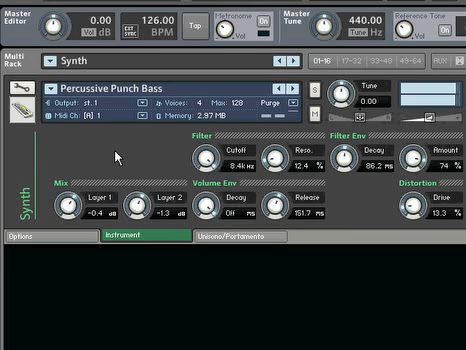 Master Editor 0.00 Vol dB EXT SYNC 126.00 BPM Tap Metronome Vol On Master Tune 440.00 Tune Hz Reference Tone Vol On
Multi Rack Synth 01-16 17-32 33-48 49-64 AUX
Percussive Punch Bass S Tune
Output: st. 1 Voices: 4 Max: 128 Purge 0.00
Midi Ch: [A] 1 Memory: 2.97 MB M
Filter Filter Env
Cutoff Reso. Decay Amount
8.4k Hz 12.4 % 86.2 ms 74 %
Synth
Mix Volume Env Distortion
Layer 1 Layer 2 Decay Release Drive
-0.4 dB -1.3 dB Off ms 151.7 ms 13.3 %
Options Instrument Unisono/Portamento